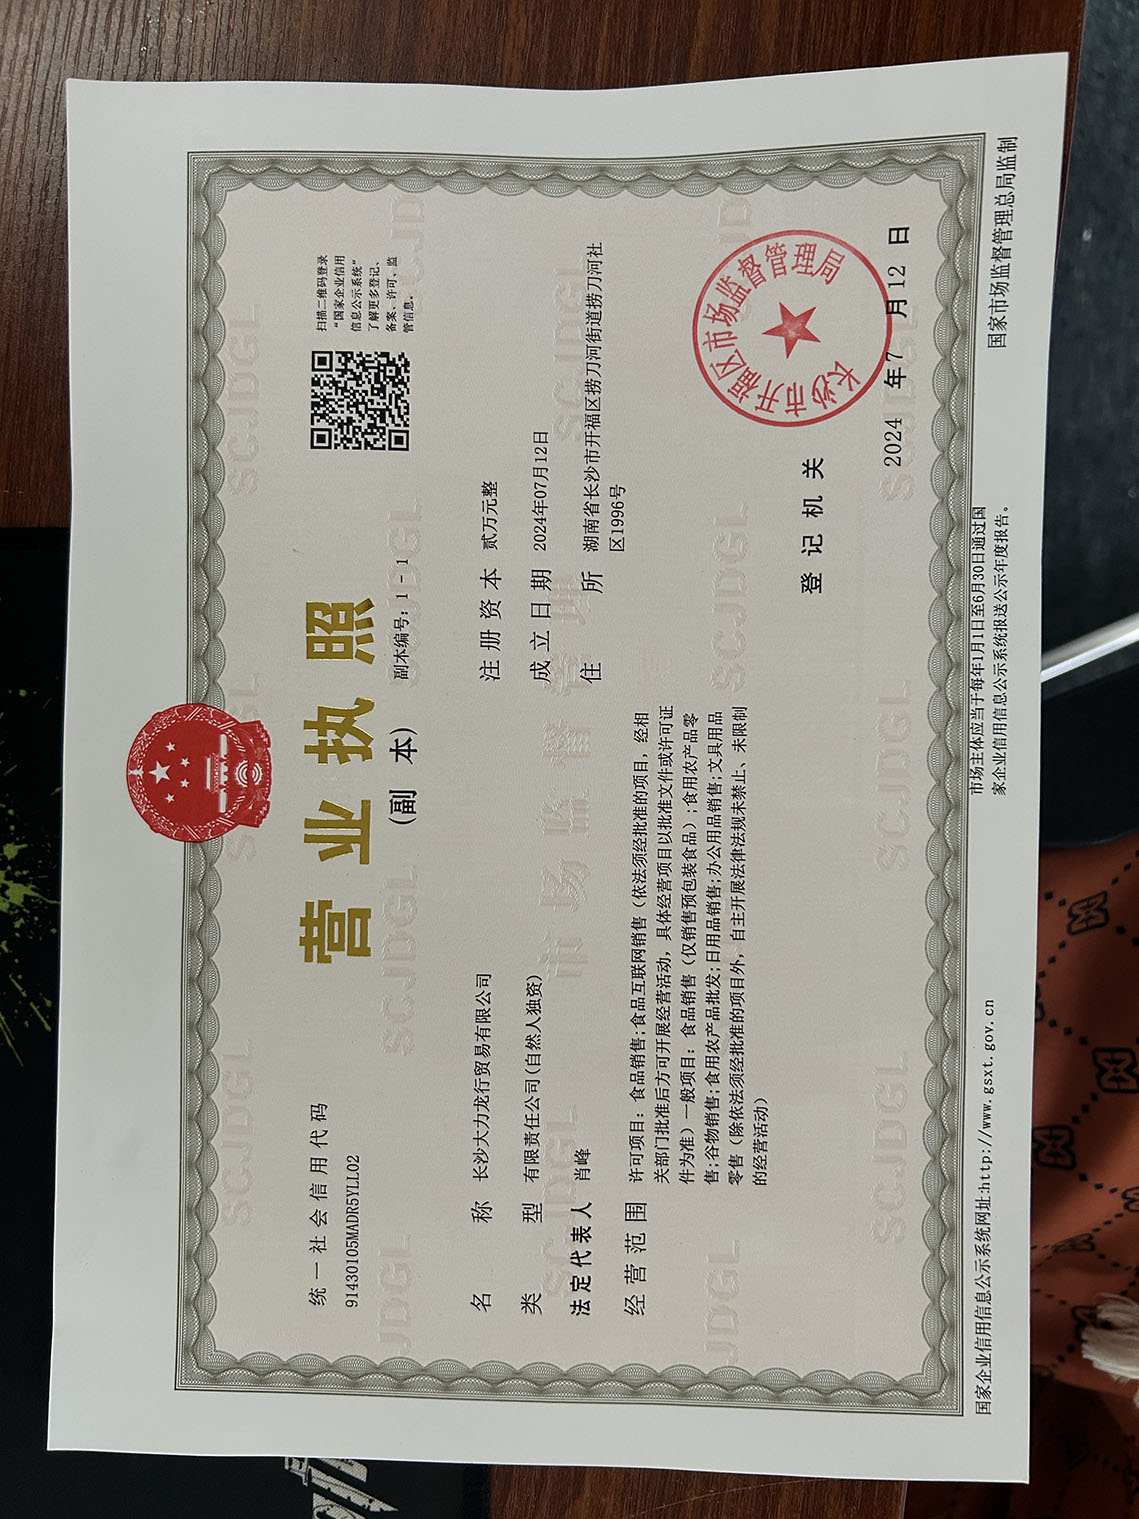 统一社会信用代码
91430105MADR5YLL02
营业执照
(副 本)
副本编号：1 - 1
扫描二维码登录
“国家企业信用
信息公示系统”
了解更多登记、
备案、许可、监
管信息。
名 称 长沙大力龙行贸易有限公司
类 型 有限责任公司(自然人独资)
法定代表人 肖峰
经营范围 许可项目：食品销售;食品互联网销售（依法须经批准的项目，经相
关部门批准后方可开展经营活动，具体经营项目以批准文件或许可证
件为准）一般项目：食品销售（仅销售预包装食品）;食用农产品零
售;谷物销售;食用农产品批发;日用品销售;办公用品销售;文具用品
零售（除依法须经批准的项目外，自主开展法律法规未禁止、未限制
的经营活动）
注册资本 贰万元整
成立日期 2024年07月12日
住 所 湖南省长沙市开福区捞刀河街道捞刀河社
区1996号
登记机关
长沙市开福区市场监督管理局
2024 年 7 月 12 日
国家企业信用信息公示系统网址:http://www.gsxt.gov.cn
市场主体应当于每年1月1日至6月30日通过国
家企业信用信息公示系统报送公示年度报告。
国家市场监督管理总局监制